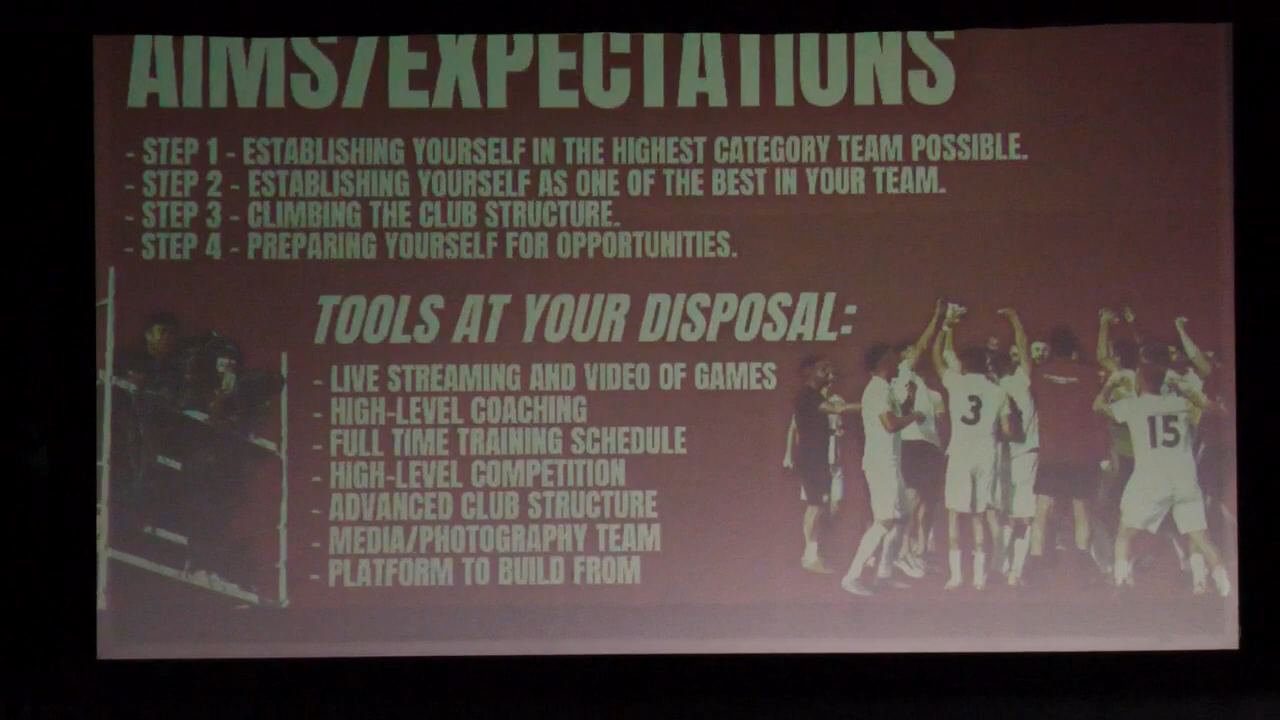 AIMS/EXPECTATIONS
- STEP 1 - ESTABLISHING YOURSELF IN THE HIGHEST CATEGORY TEAM POSSIBLE.
- STEP 2 - ESTABLISHING YOURSELF AS ONE OF THE BEST IN YOUR TEAM.
- STEP 3 - CLIMBING THE CLUB STRUCTURE.
- STEP 4 - PREPARING YOURSELF FOR OPPORTUNITIES.
TOOLS AT YOUR DISPOSAL:
- LIVE STREAMING AND VIDEO OF GAMES
- HIGH-LEVEL COACHING
- FULL TIME TRAINING SCHEDULE
- HIGH-LEVEL COMPETITION
- ADVANCED CLUB STRUCTURE
- MEDIA/PHOTOGRAPHY TEAM
- PLATFORM TO BUILD FROM
3
15